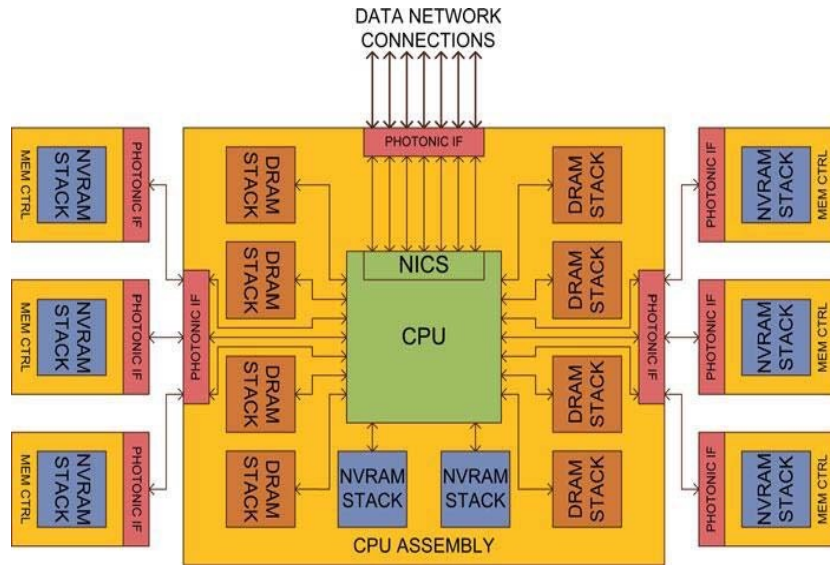 DATA NETWORK
CONNECTIONS
PHOTONIC IF
NVRAM
STACK
MEM CTRL
PHOTONIC IF
NVRAM
STACK
MEM CTRL
PHOTONIC IF
NVRAM
STACK
MEM CTRL
PHOTONIC IF
PHOTONIC IF
DRAM
STACK
DRAM
STACK
DRAM
STACK
DRAM
STACK
NICS
CPU
NVRAM
STACK
NVRAM
STACK
CPU ASSEMBLY
DRAM
STACK
DRAM
STACK
DRAM
STACK
DRAM
STACK
PHOTONIC IF
PHOTONIC IF
NVRAM
STACK
MEM CTRL
PHOTONIC IF
NVRAM
STACK
MEM CTRL
PHOTONIC IF
NVRAM
STACK
MEM CTRL